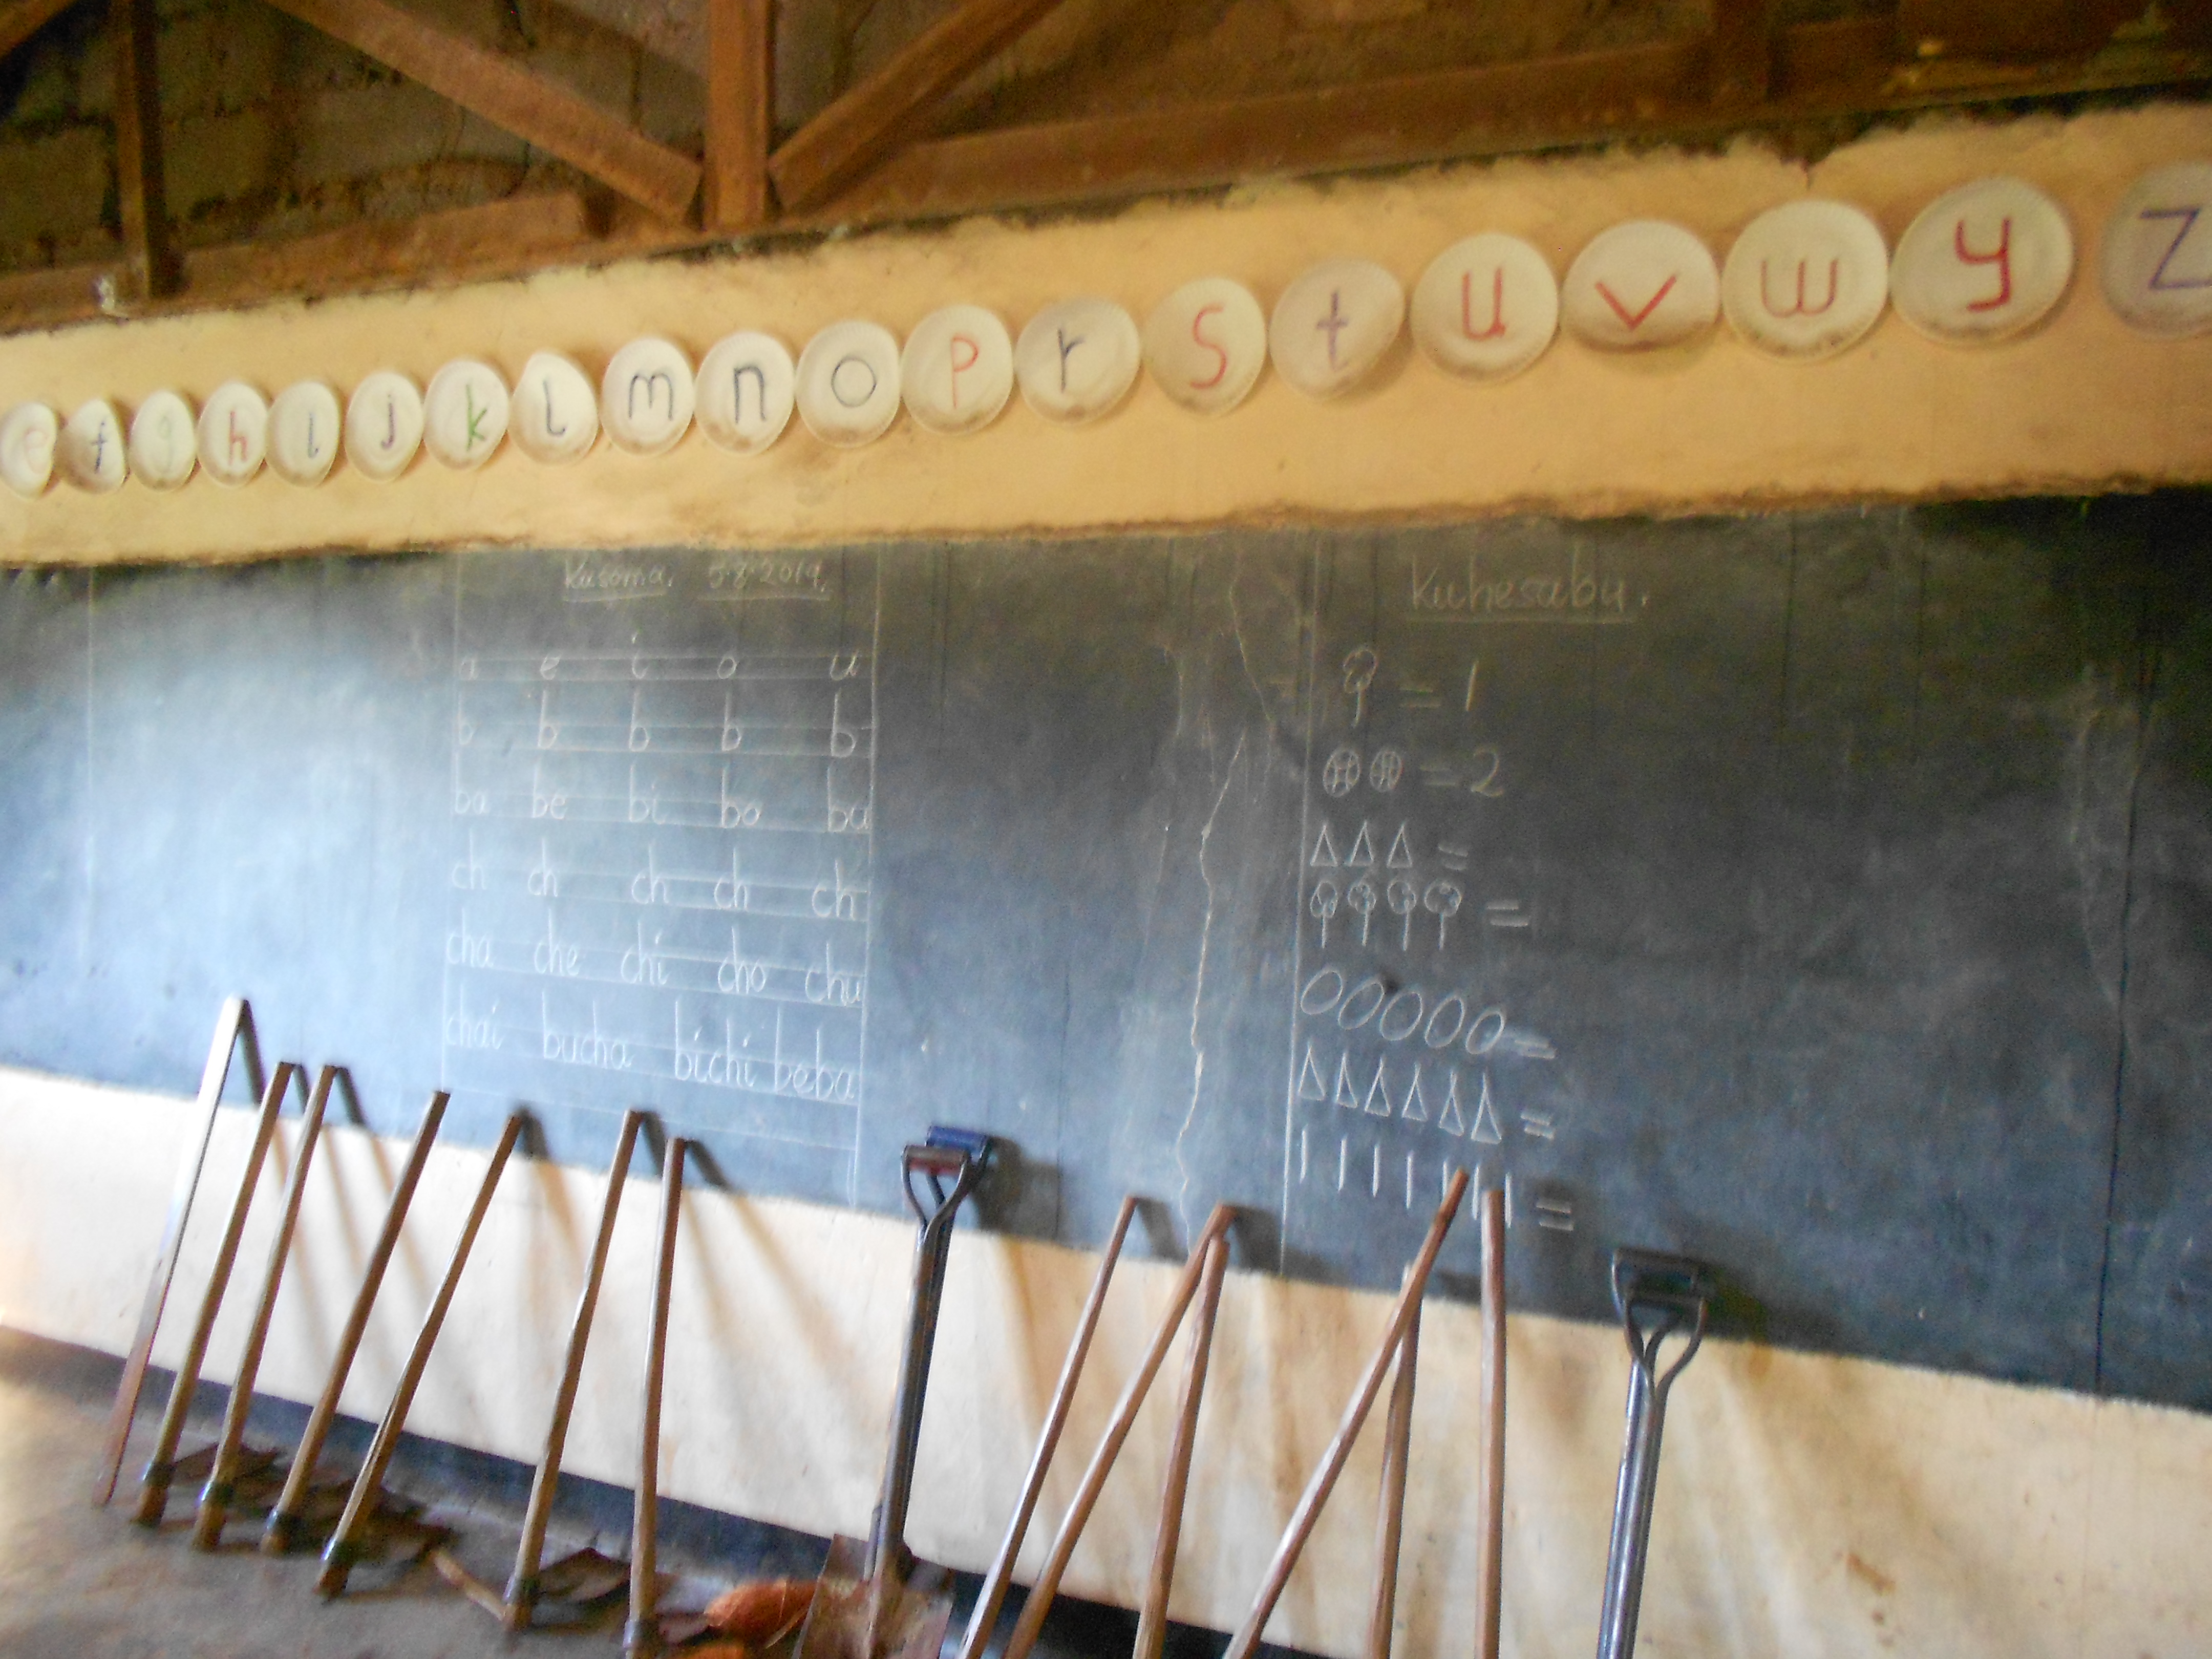 e f g h i j k l m n o p r s t u v w y z
Kusoma. 5.8.2019.
a e i o u
b b b b b
ba be bi bo bu
ch ch ch ch ch
cha che chi cho chu
chai bucha bichi beba
Kuhesabu.
= 1
= 2
=
=
=
=
=